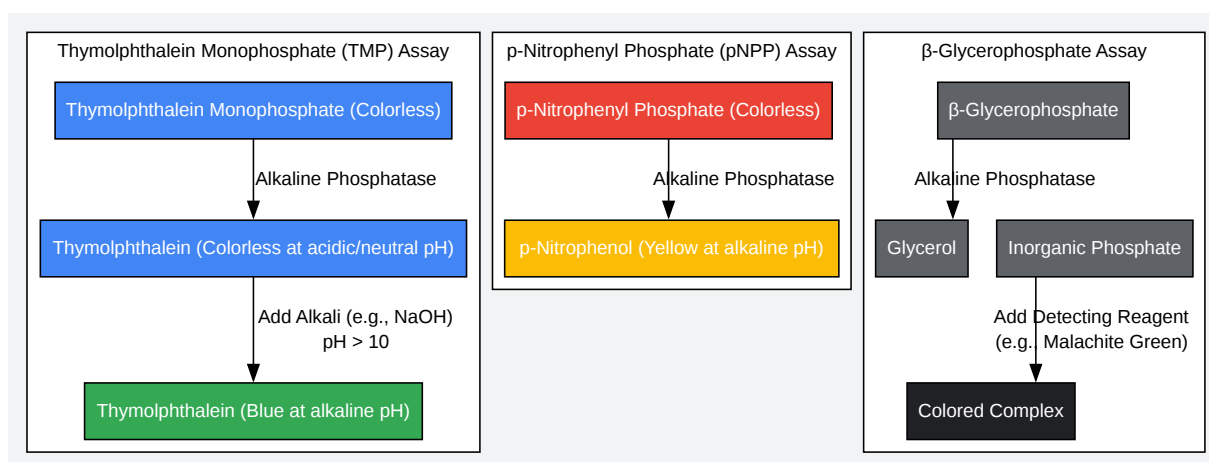 Thymolphthalein Monophosphate (TMP) Assay
Thymolphthalein Monophosphate (Colorless)
Alkaline Phosphatase
Thymolphthalein (Colorless at acidic/neutral pH)
Add Alkali (e.g., NaOH)
pH > 10
Thymolphthalein (Blue at alkaline pH)
p-Nitrophenyl Phosphate (pNPP) Assay
p-Nitrophenyl Phosphate (Colorless)
Alkaline Phosphatase
p-Nitrophenol (Yellow at alkaline pH)
β-Glycerophosphate Assay
β-Glycerophosphate
Alkaline Phosphatase
Glycerol
Inorganic Phosphate
Add Detecting Reagent
(e.g., Malachite Green)
Colored Complex